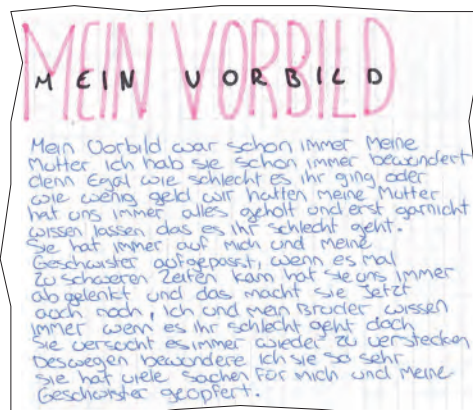 MEIN VORBILD
MEIN VORBILD
Mein Vorbild war schon immer Meine
Mutter ich hab sie schon immer bewundert
denn Egal wie schlecht es ihr ging oder
wie wenig geld wir hatten meine Mutter
hat uns immer alles geholt und erst garnicht
wissen lassen das es ihr schlecht geht.
Sie hat immer auf mich und meine
Geschwister aufgepasst, wenn es mal
zu schweren Zeiten kam hat sie uns immer
abgelenkt und das macht sie Jetzt
auch noch, Ich und mein Bruder wissen
immer wenn es ihr schlecht geht doch
sie versucht es immer wieder zu verstecken
Deswegen bewundere ich sie so sehr
Sie hat viele Sachen für mich und meine
Geschwister geopfert.